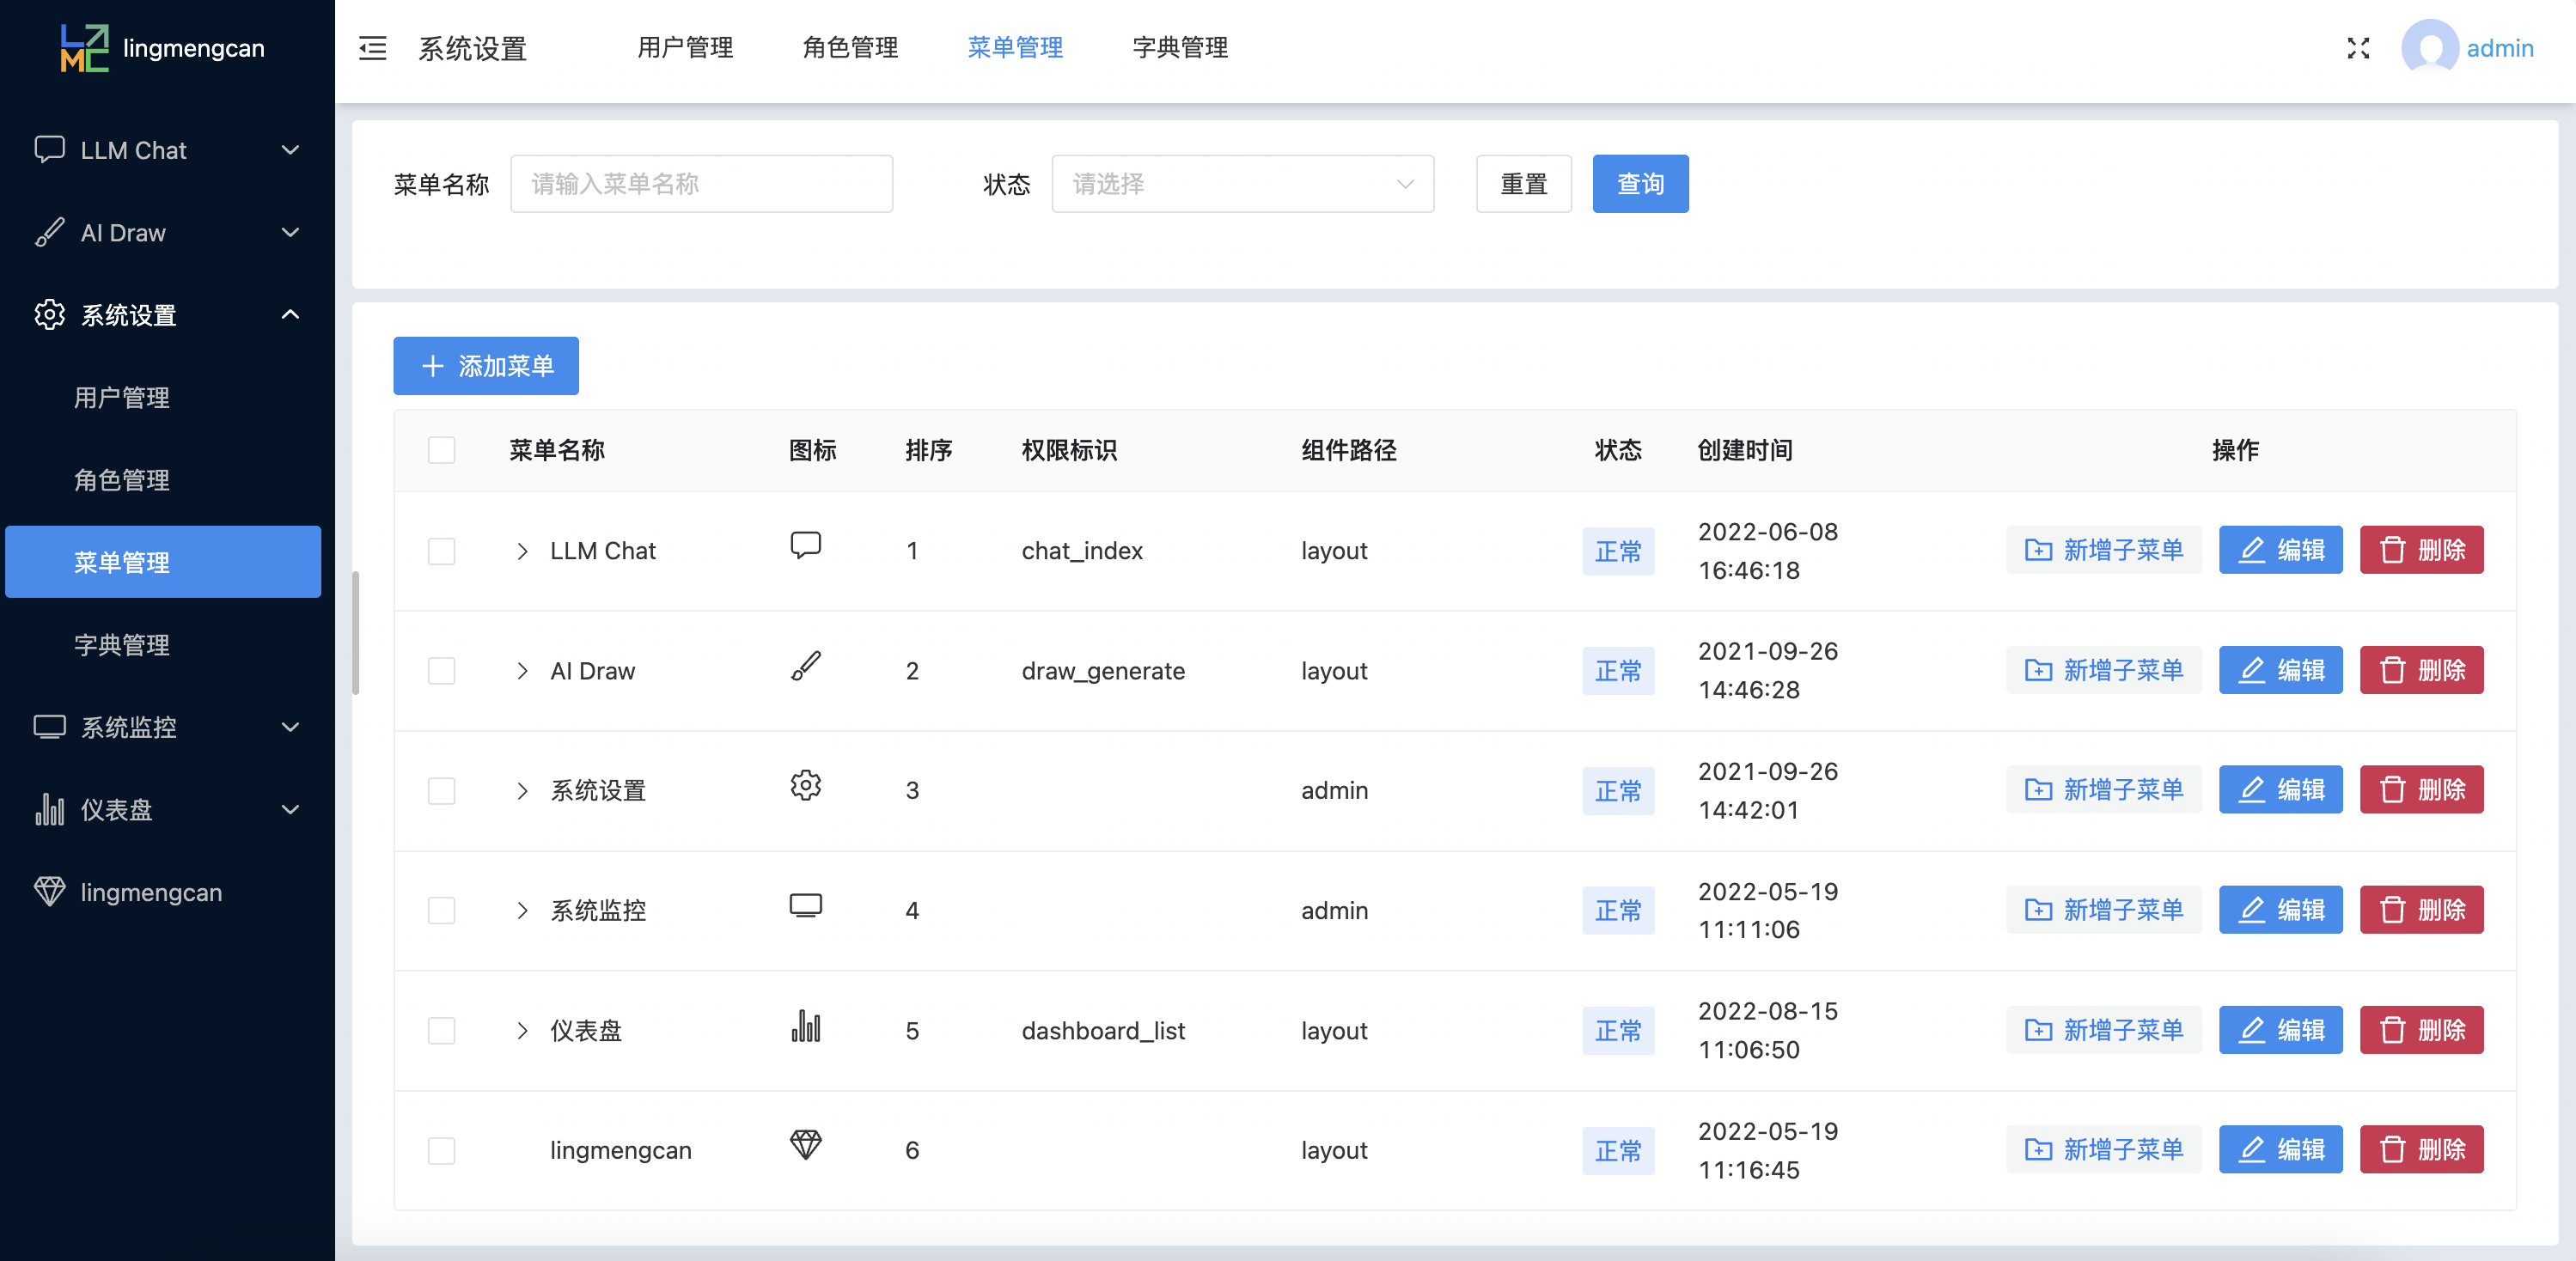 lingmengcan
LLM Chat
AI Draw
系统设置
用户管理
角色管理
菜单管理
字典管理
系统监控
仪表盘
lingmengcan
系统设置 用户管理 角色管理 菜单管理 字典管理 admin
菜单名称 请输入菜单名称 状态 请选择 重置 查询
添加菜单
菜单名称 图标 排序 权限标识 组件路径 状态 创建时间 操作
LLM Chat 1 chat_index layout 正常 2022-06-08 16:46:18 新增子菜单 编辑 删除
AI Draw 2 draw_generate layout 正常 2021-09-26 14:46:28 新增子菜单 编辑 删除
系统设置 3 admin 正常 2021-09-26 14:42:01 新增子菜单 编辑 删除
系统监控 4 admin 正常 2022-05-19 11:11:06 新增子菜单 编辑 删除
仪表盘 5 dashboard_list layout 正常 2022-08-15 11:06:50 新增子菜单 编辑 删除
lingmengcan 6 layout 正常 2022-05-19 11:16:45 新增子菜单 编辑 删除